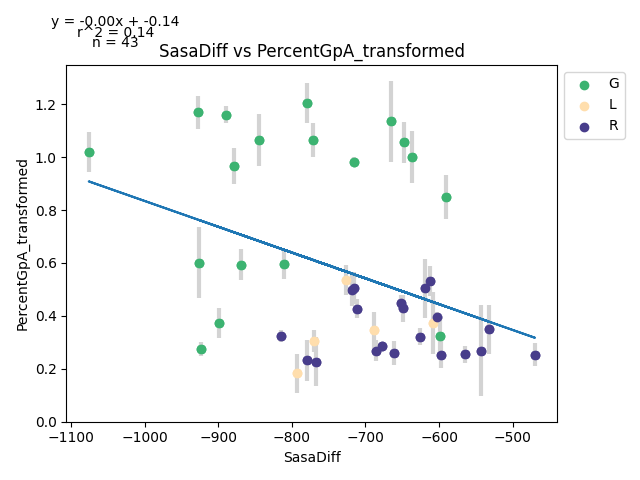 y = -0.00x + -0.14
r^2 = 0.14
n = 43
SasaDiff vs PercentGpA_transformed
G
L
R
PercentGpA_transformed
1.2
1.0
0.8
0.6
0.4
0.2
0.0
−1100 −1000 −900 −800 −700 −600 −500
SasaDiff